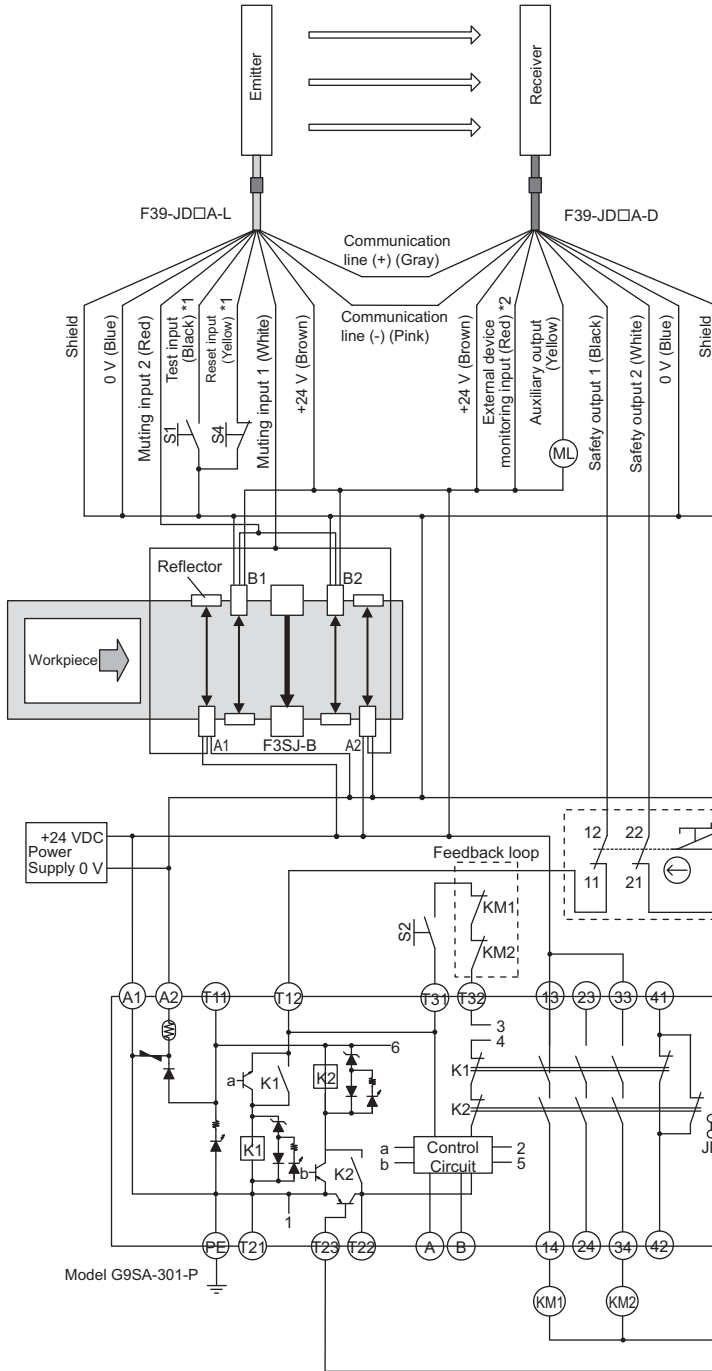 Emitter
Receiver
F39-JD□A-L
F39-JD□A-D
Communication
line (+) (Gray)
Communication
line (-) (Pink)
Shield
0 V (Blue)
Muting input 2 (Red)
Test input
(Black) *1
Reset input
(Yellow) *1
Muting input 1 (White)
+24 V (Brown)
+24 V (Brown)
External device
monitoring input (Red) *2
Auxiliary output
(Yellow)
Safety output 1 (Black)
Safety output 2 (White)
0 V (Blue)
Shield
S1
S4
ML
Reflector
B1
B2
Workpiece
A1
F3SJ-B
A2
+24 VDC
Power
Supply 0 V
12
22
11
21
Feedback loop
S2
KM1
KM2
A1
A2
T11
T12
T31
T32
13
23
33
41
3
4
6
a
K1
K2
K1
K2
K1
b
K2
a
b
Control
Circuit
2
5
1
PE
T21
T23
T22
A
B
14
24
34
42
Model G9SA-301-P
KM1
KM2